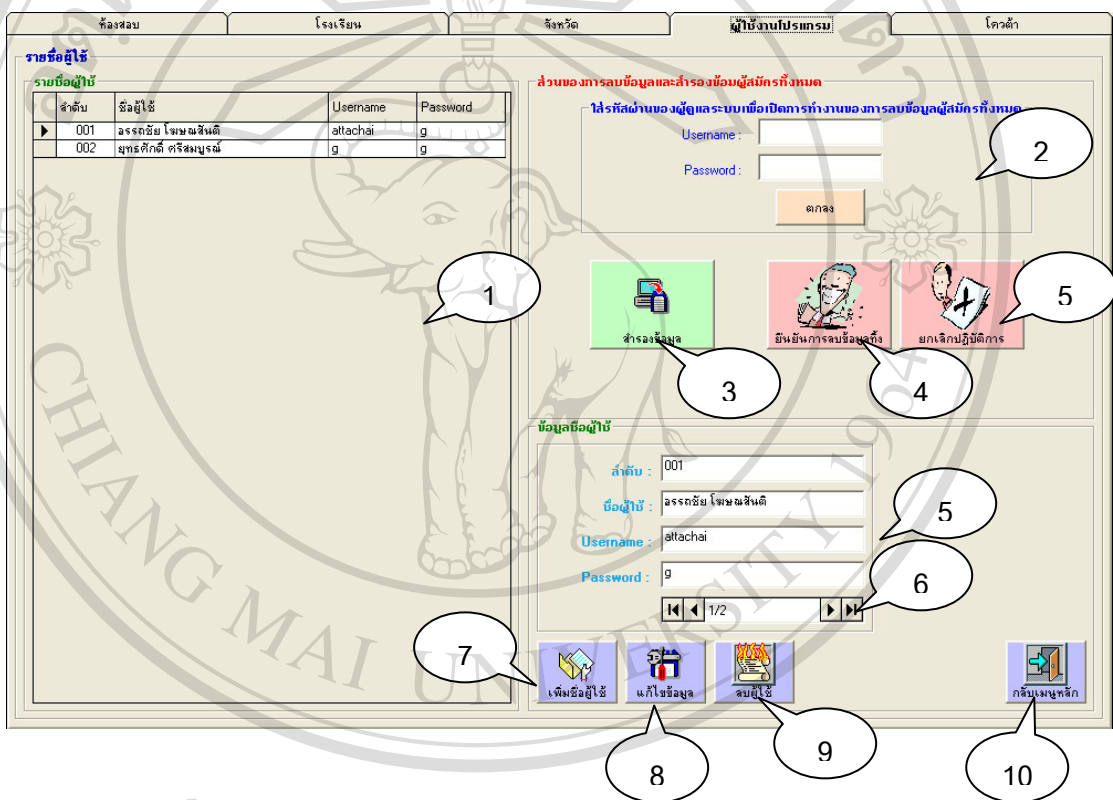 ห้องสอบ โรงเรียน จังหวัด ผู้ใช้งานโปรแกรม โควต้า
รายชื่อผู้ใช้
รายชื่อผู้ใช้
ลำดับ ชื่อผู้ใช้ Username Password
001 อรรถชัย โฆษณสันติ attachai g
002 ยุทธศักดิ์ ศรีสมบูรณ์ g g
1
ส่วนของการลบข้อมูลและสำรองข้อมูลผู้สมัครทั้งหมด
ใส่รหัสผ่านของผู้ดูแลระบบเพื่อเปิดการทำงานของการลบข้อมูลผู้สมัครทั้งหมด
Username :
Password :
ตกลง
2
สำรองข้อมูล ยืนยันการลบข้อมูลทิ้ง ยกเลิกปฏิบัติการ
5
3
4
ข้อมูลชื่อผู้ใช้
ลำดับ : 001
ชื่อผู้ใช้ : อรรถชัย โฆษณสันติ
Username : attachai
Password : g
1/2
5
6
7
เพิ่มชื่อผู้ใช้ แก้ไขข้อมูล ลบผู้ใช้ กลับเมนูหลัก
8
9
10
CHIANG MAI UNIVERSITY 1964